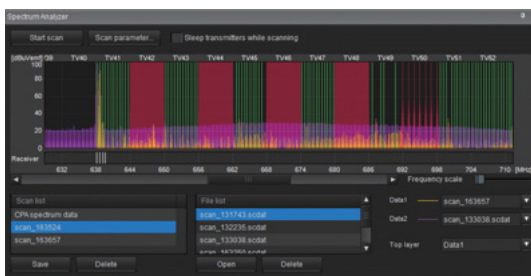 Spectrum Analyzer
Start scan Scan parameter... Sleep transmitters while scanning
[dBuVemf] TV39 TV40 TV41 TV42 TV43 TV44 TV45 TV46 TV47 TV48 TV49 TV50 TV51 TV52
100
80
60
40
20
0
Receiver
632 638 644 650 656 662 668 674 680 686 692 698 704 710 [MHz]
Frequency scale
Scan list File list Data1 scan_163657
CPA spectrum data scan_131743.scdat
scan_163524 scan_132235.scdat Data2 scan_133038.scdat
scan_163657 scan_133038.scdat
Top layer Data1
Save Delete Open Delete